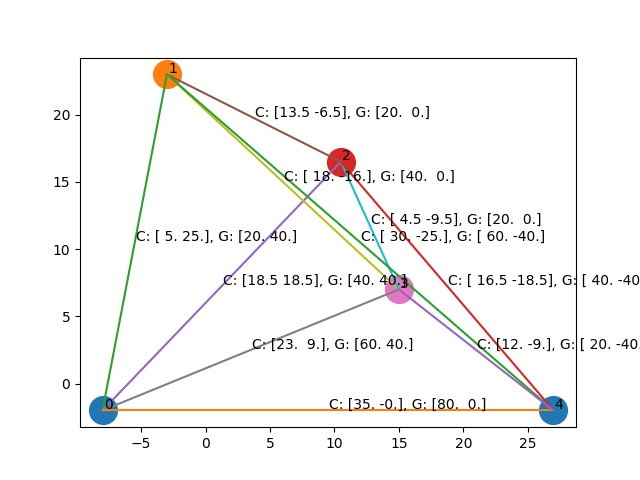 1
C: [13.5 -6.5], G: [20.  0.]
2
C: [ 18. -16.], G: [40.  0.]
C: [ 4.5 -9.5], G: [20.  0.]
C: [ 5. 25.], G: [20. 40.]
C: [ 30. -25.], G: [ 60. -40.]
C: [18.5 18.5], G: [40. 40.]
3
C: [ 16.5 -18.5], G: [ 40. -40.
C: [23.  9.], G: [60. 40.]
C: [12. -9.], G: [ 20. -40.
0
C: [35. -0.], G: [80.  0.]
4
20
15
10
5
0
−5
0
5
10
15
20
25